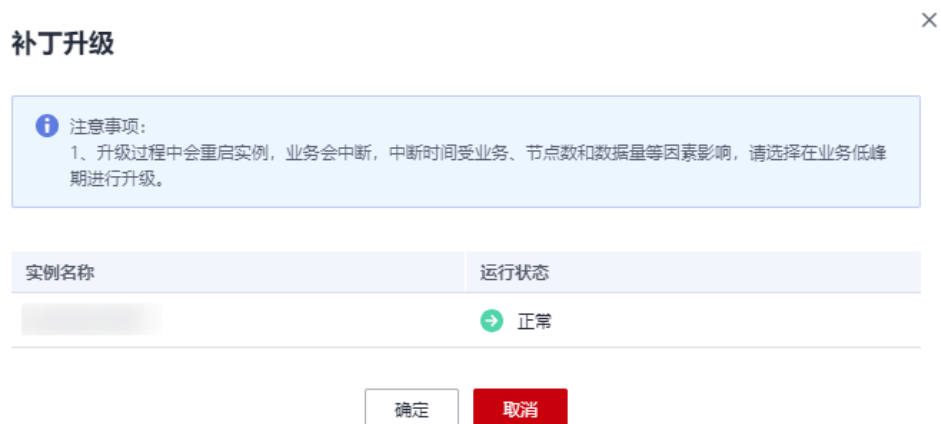 补丁升级
注意事项：
1、升级过程中会重启实例，业务会中断，中断时间受业务、节点数和数据量等因素影响，请选择在业务低峰
期进行升级。
实例名称 运行状态
正常
确定 取消